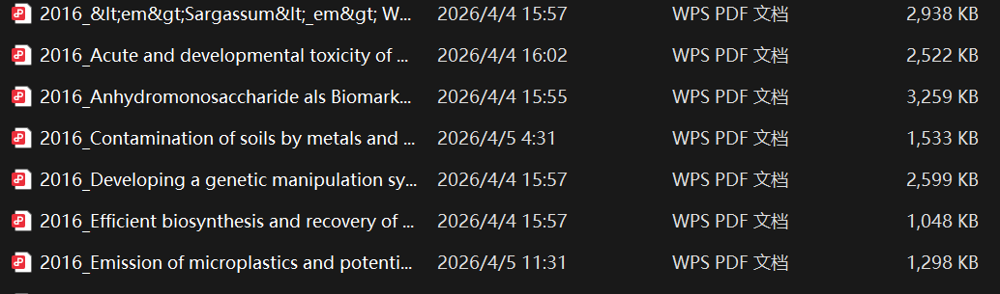 2016_&lt;em&gt;Sargassum&lt;_em&gt; W... 2026/4/4 15:57 WPS PDF 文档 2,938 KB
2016_Acute and developmental toxicity of ... 2026/4/4 16:02 WPS PDF 文档 2,522 KB
2016_Anhydromonosaccharide als Biomark... 2026/4/4 15:55 WPS PDF 文档 3,259 KB
2016_Contamination of soils by metals and ... 2026/4/5 4:31 WPS PDF 文档 1,533 KB
2016_Developing a genetic manipulation sy... 2026/4/4 15:57 WPS PDF 文档 2,599 KB
2016_Efficient biosynthesis and recovery of ... 2026/4/4 15:57 WPS PDF 文档 1,048 KB
2016_Emission of microplastics and potenti... 2026/4/5 11:31 WPS PDF 文档 1,298 KB